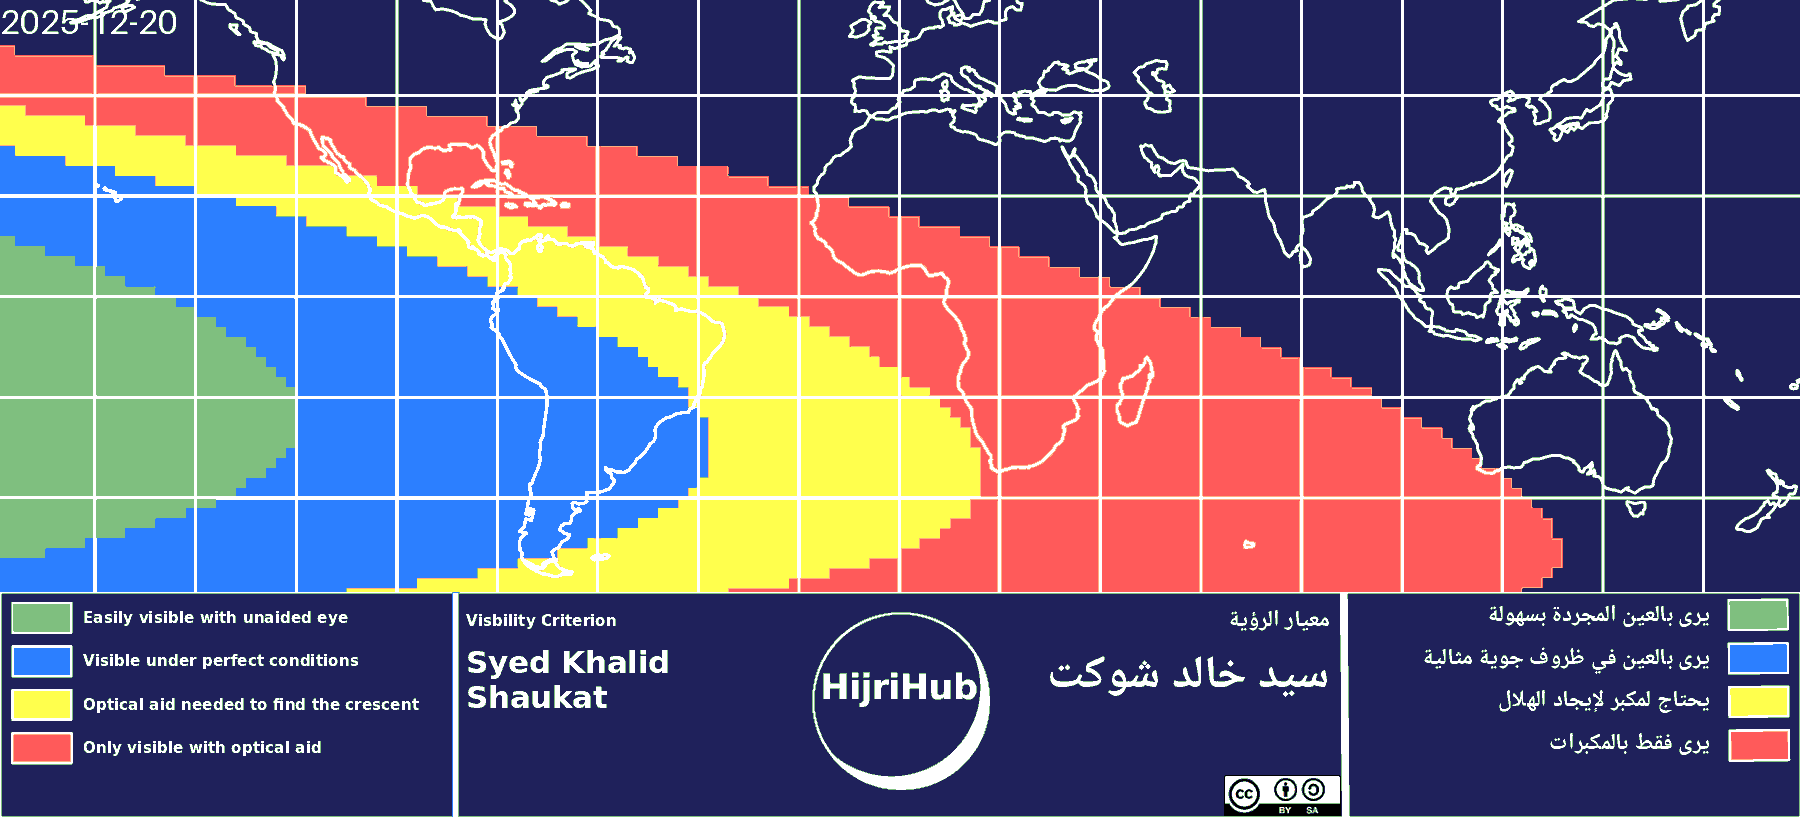 2025-12-20
Easily visible with unaided eye
Visible under perfect conditions
Optical aid needed to find the crescent
Only visible with optical aid
Visbility Criterion
Syed Khalid
Shaukat
HijriHub
معيار الرؤية
سيد خالد شوكت
cc
BY SA
يرى بالعين المجردة بسهولة
يرى بالعين في ظروف جوية مثالية
يحتاج لمكبر لإيجاد الهلال
يرى فقط بالمكبرات